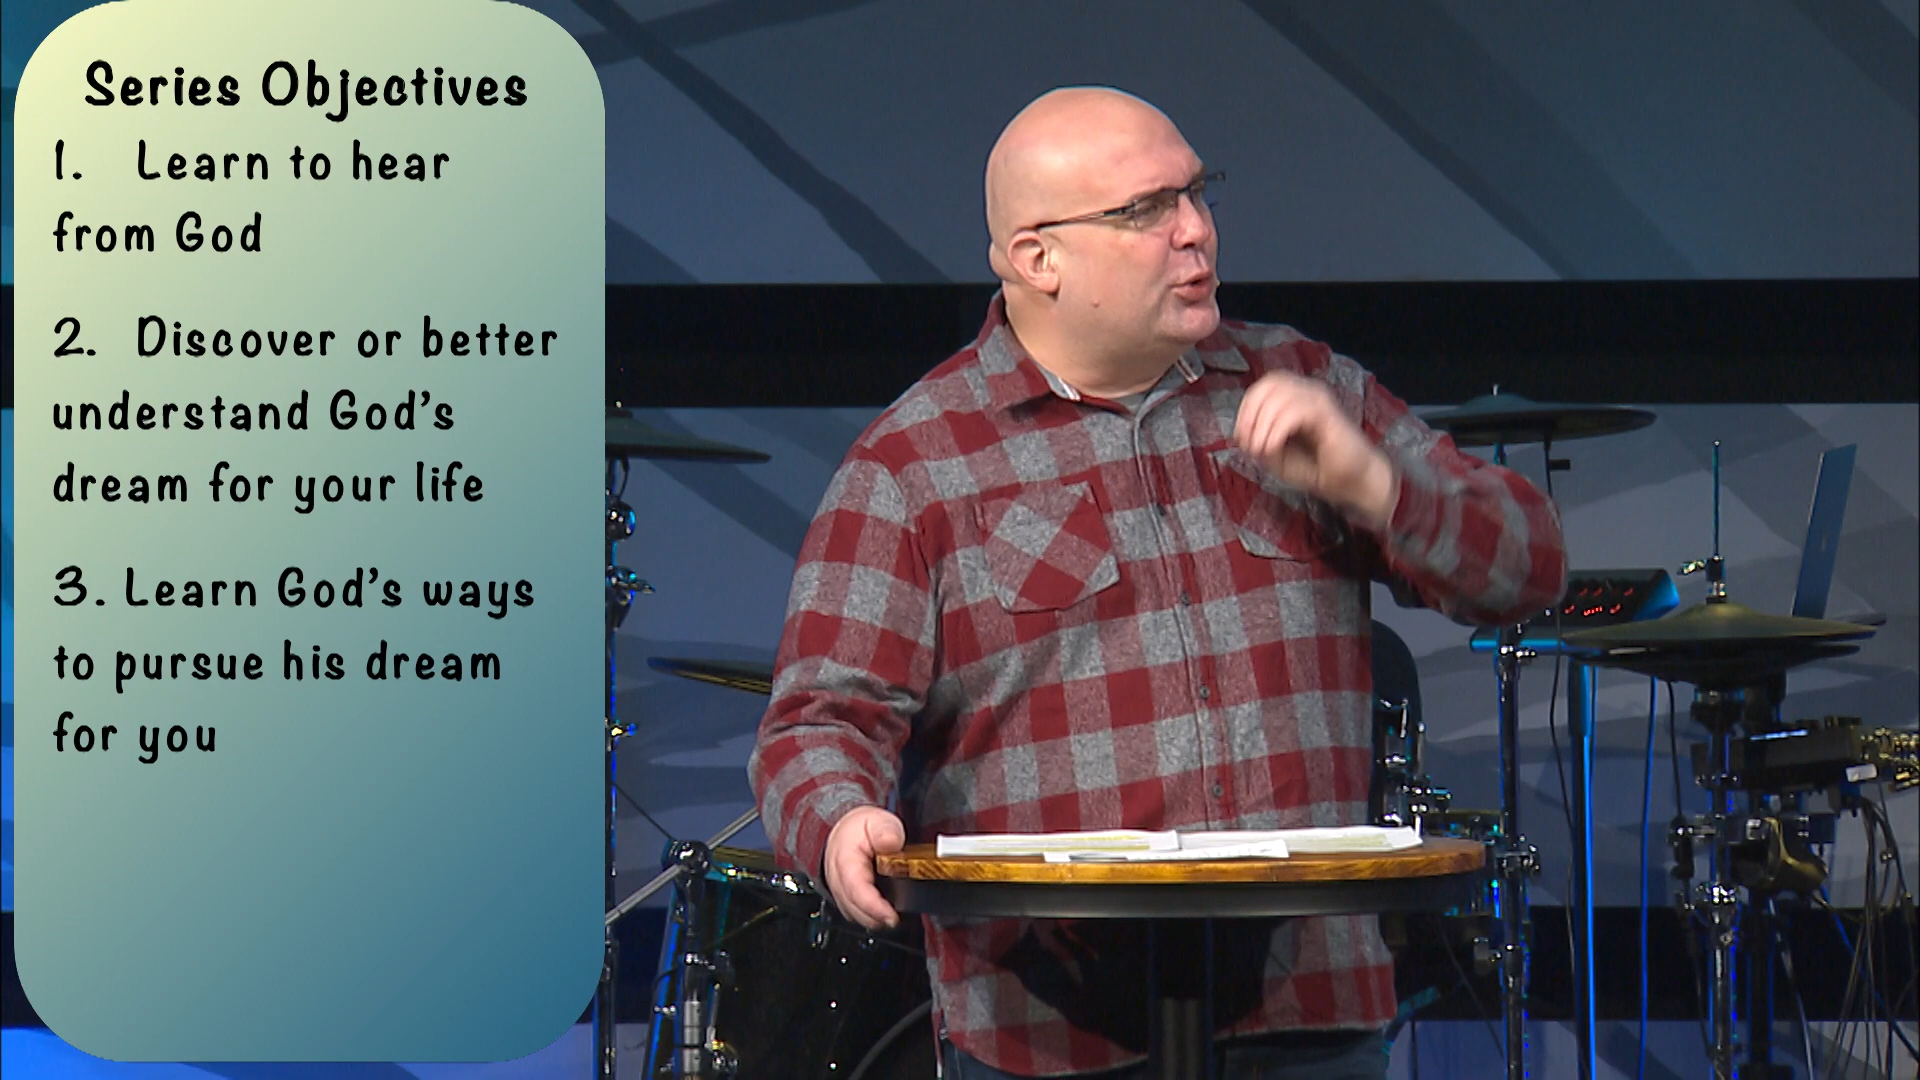 Series Objectives
1. Learn to hear
from God
2. Discover or better
understand God's
dream for your life
3. Learn God's ways
to pursue his dream
for you